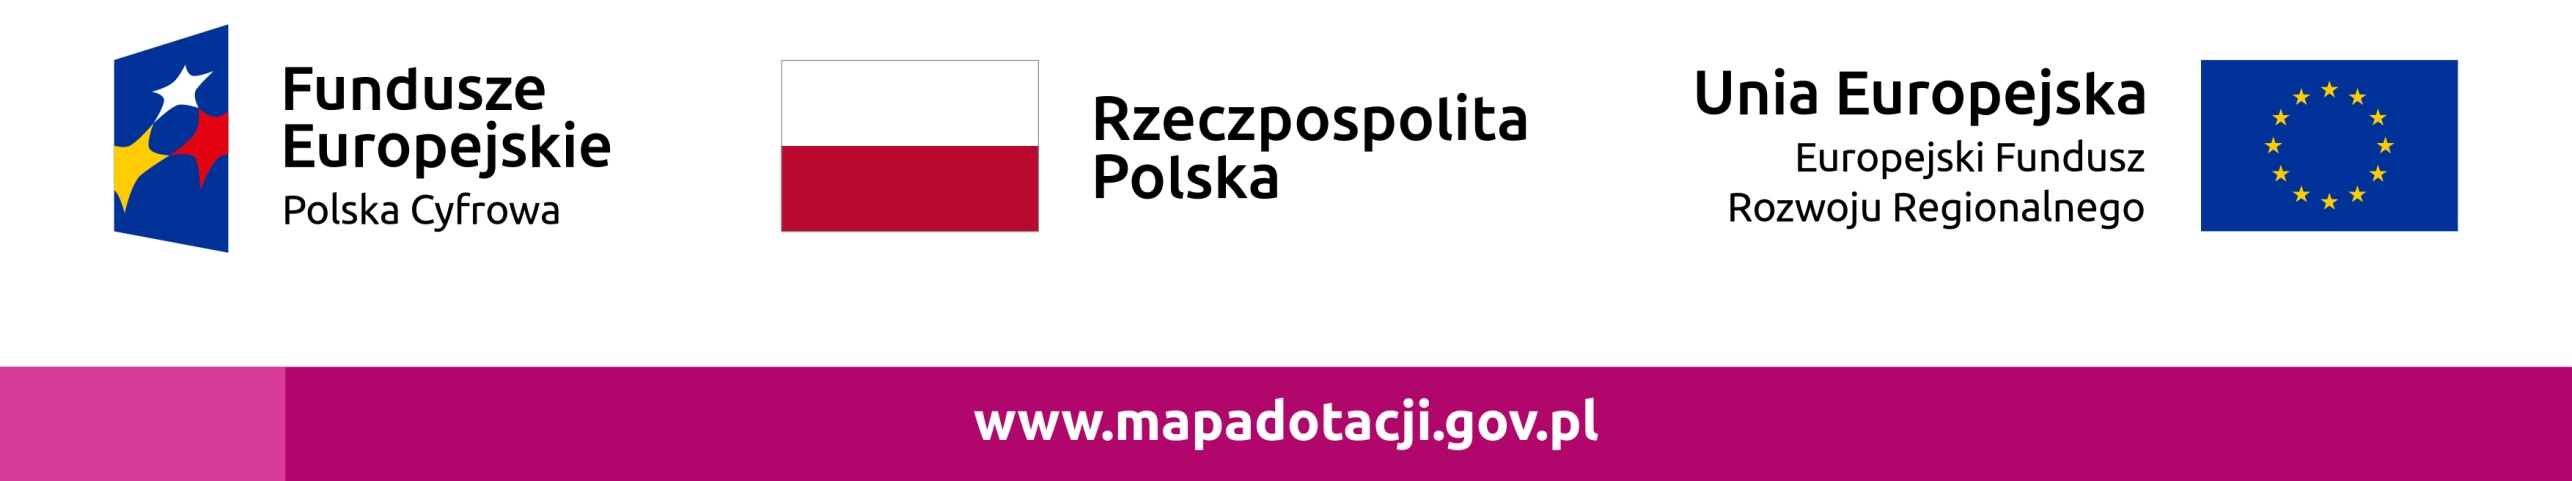 Fundusze
Europejskie
Polska Cyfrowa
Rzeczpospolita
Polska
Unia Europejska
Europejski Fundusz
Rozwoju Regionalnego
www.mapadotacji.gov.pl